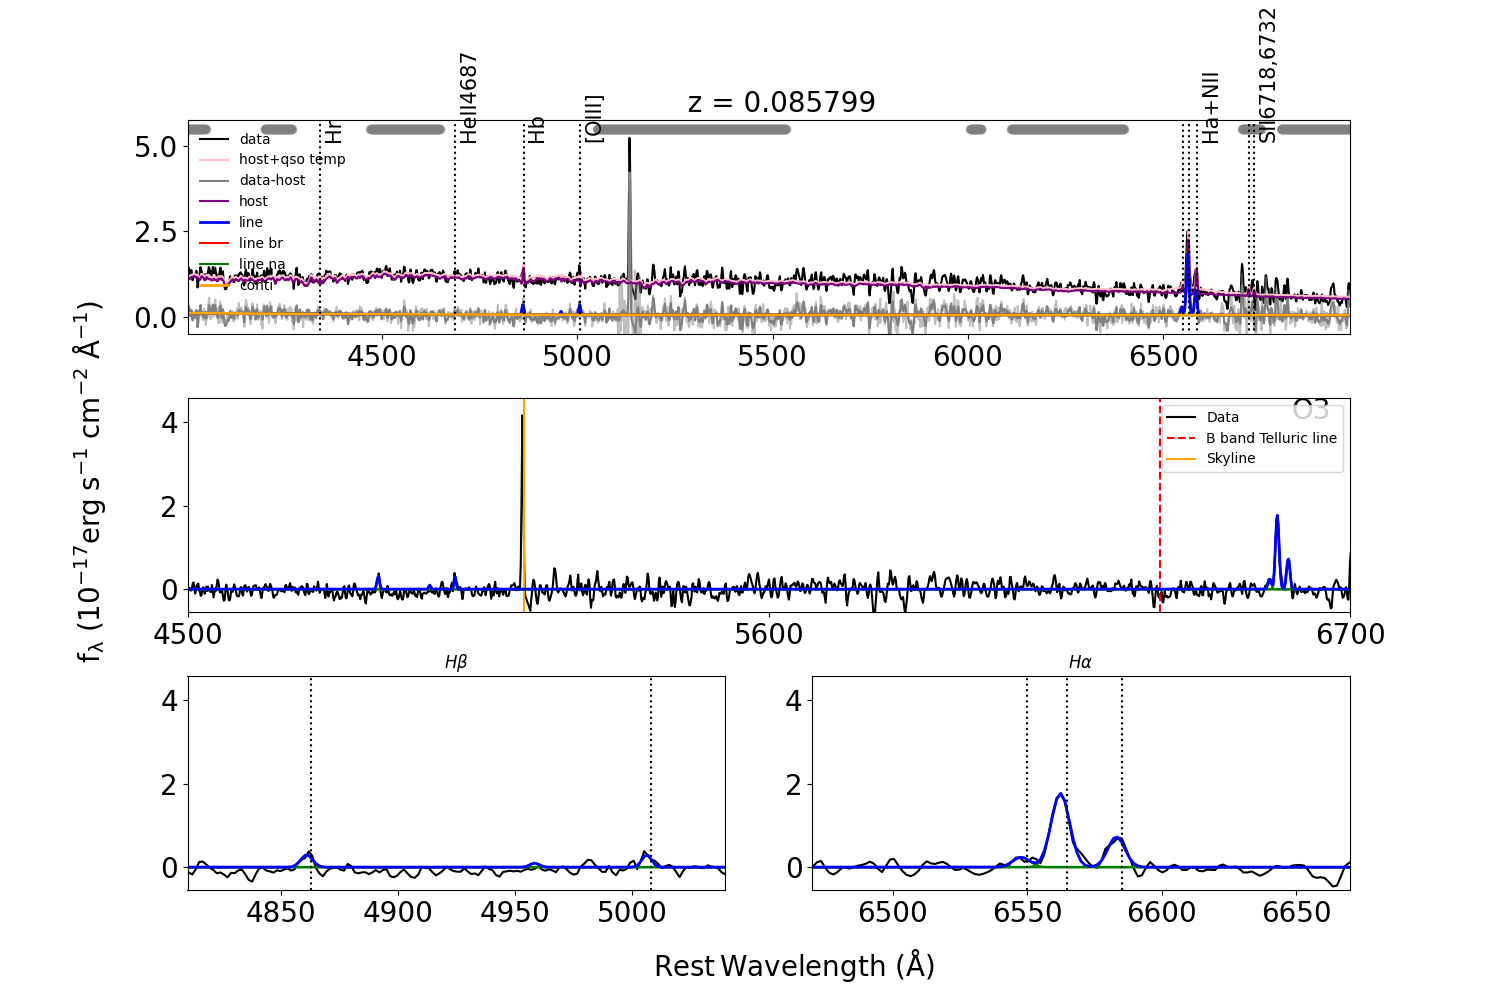 z = 0.085799
Hr
HeII4687
Hb
[OIII]
Ha+NII
SII6718,6732
data
host+qso temp
data-host
host
line
line br
line na
conti
5.0
2.5
0.0
4500 5000 5500 6000 6500
O3
Data
B band Telluric line
Skyline
4
2
0
4500 5600 6700
fλ (10⁻¹⁷erg s⁻¹ cm⁻² Å⁻¹)
Hβ
4
2
0
4850 4900 4950 5000
Hα
4
2
0
6500 6550 6600 6650
Rest Wavelength (Å)